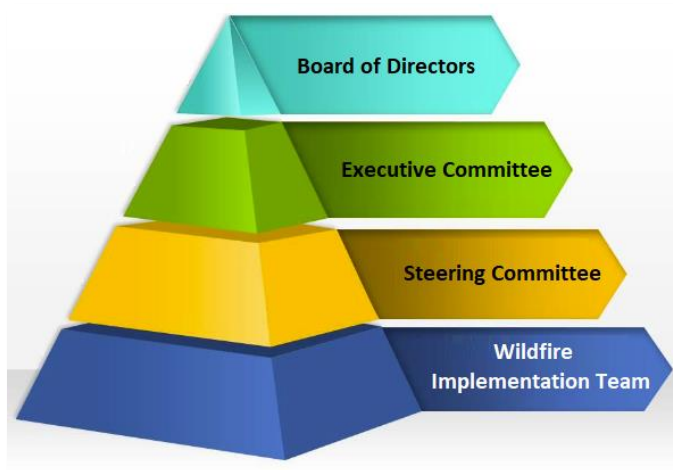 Board of Directors
Executive Committee
Steering Committee
Wildfire
Implementation Team